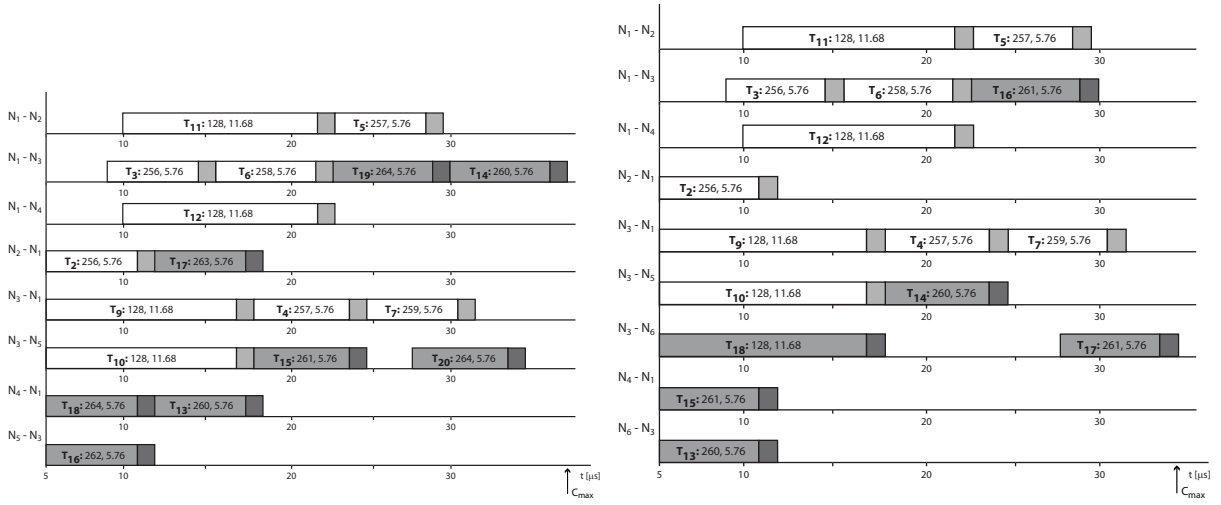 N1 - N2
T11: 128, 11.68 T5: 257, 5.76
10 20 30
N1 - N3
T3: 256, 5.76 T6: 258, 5.76 T19: 264, 5.76 T14: 260, 5.76
10 20 30
N1 - N4
T12: 128, 11.68
10 20 30
N2 - N1
T2: 256, 5.76 T17: 263, 5.76
10 20 30
N3 - N1
T9: 128, 11.68 T4: 257, 5.76 T7: 259, 5.76
10 20 30
N3 - N5
T10: 128, 11.68 T15: 261, 5.76 T20: 264, 5.76
10 20 30
N4 - N1
T18: 264, 5.76 T13: 260, 5.76
10 20 30
N5 - N3
T16: 262, 5.76
5 10 20 30 t [μs]
Cmax
N1 - N2
T11: 128, 11.68 T5: 257, 5.76
10 20 30
N1 - N3
T3: 256, 5.76 T6: 258, 5.76 T16: 261, 5.76
10 20 30
N1 - N4
T12: 128, 11.68
10 20 30
N2 - N1
T2: 256, 5.76
10 20 30
N3 - N1
T9: 128, 11.68 T4: 257, 5.76 T7: 259, 5.76
10 20 30
N3 - N5
T10: 128, 11.68 T14: 260, 5.76
10 20 30
N3 - N6
T18: 128, 11.68 T17: 261, 5.76
10 20 30
N4 - N1
T15: 261, 5.76
10 20 30
N6 - N3
T13: 260, 5.76
5 10 20 30 t [μs]
Cmax